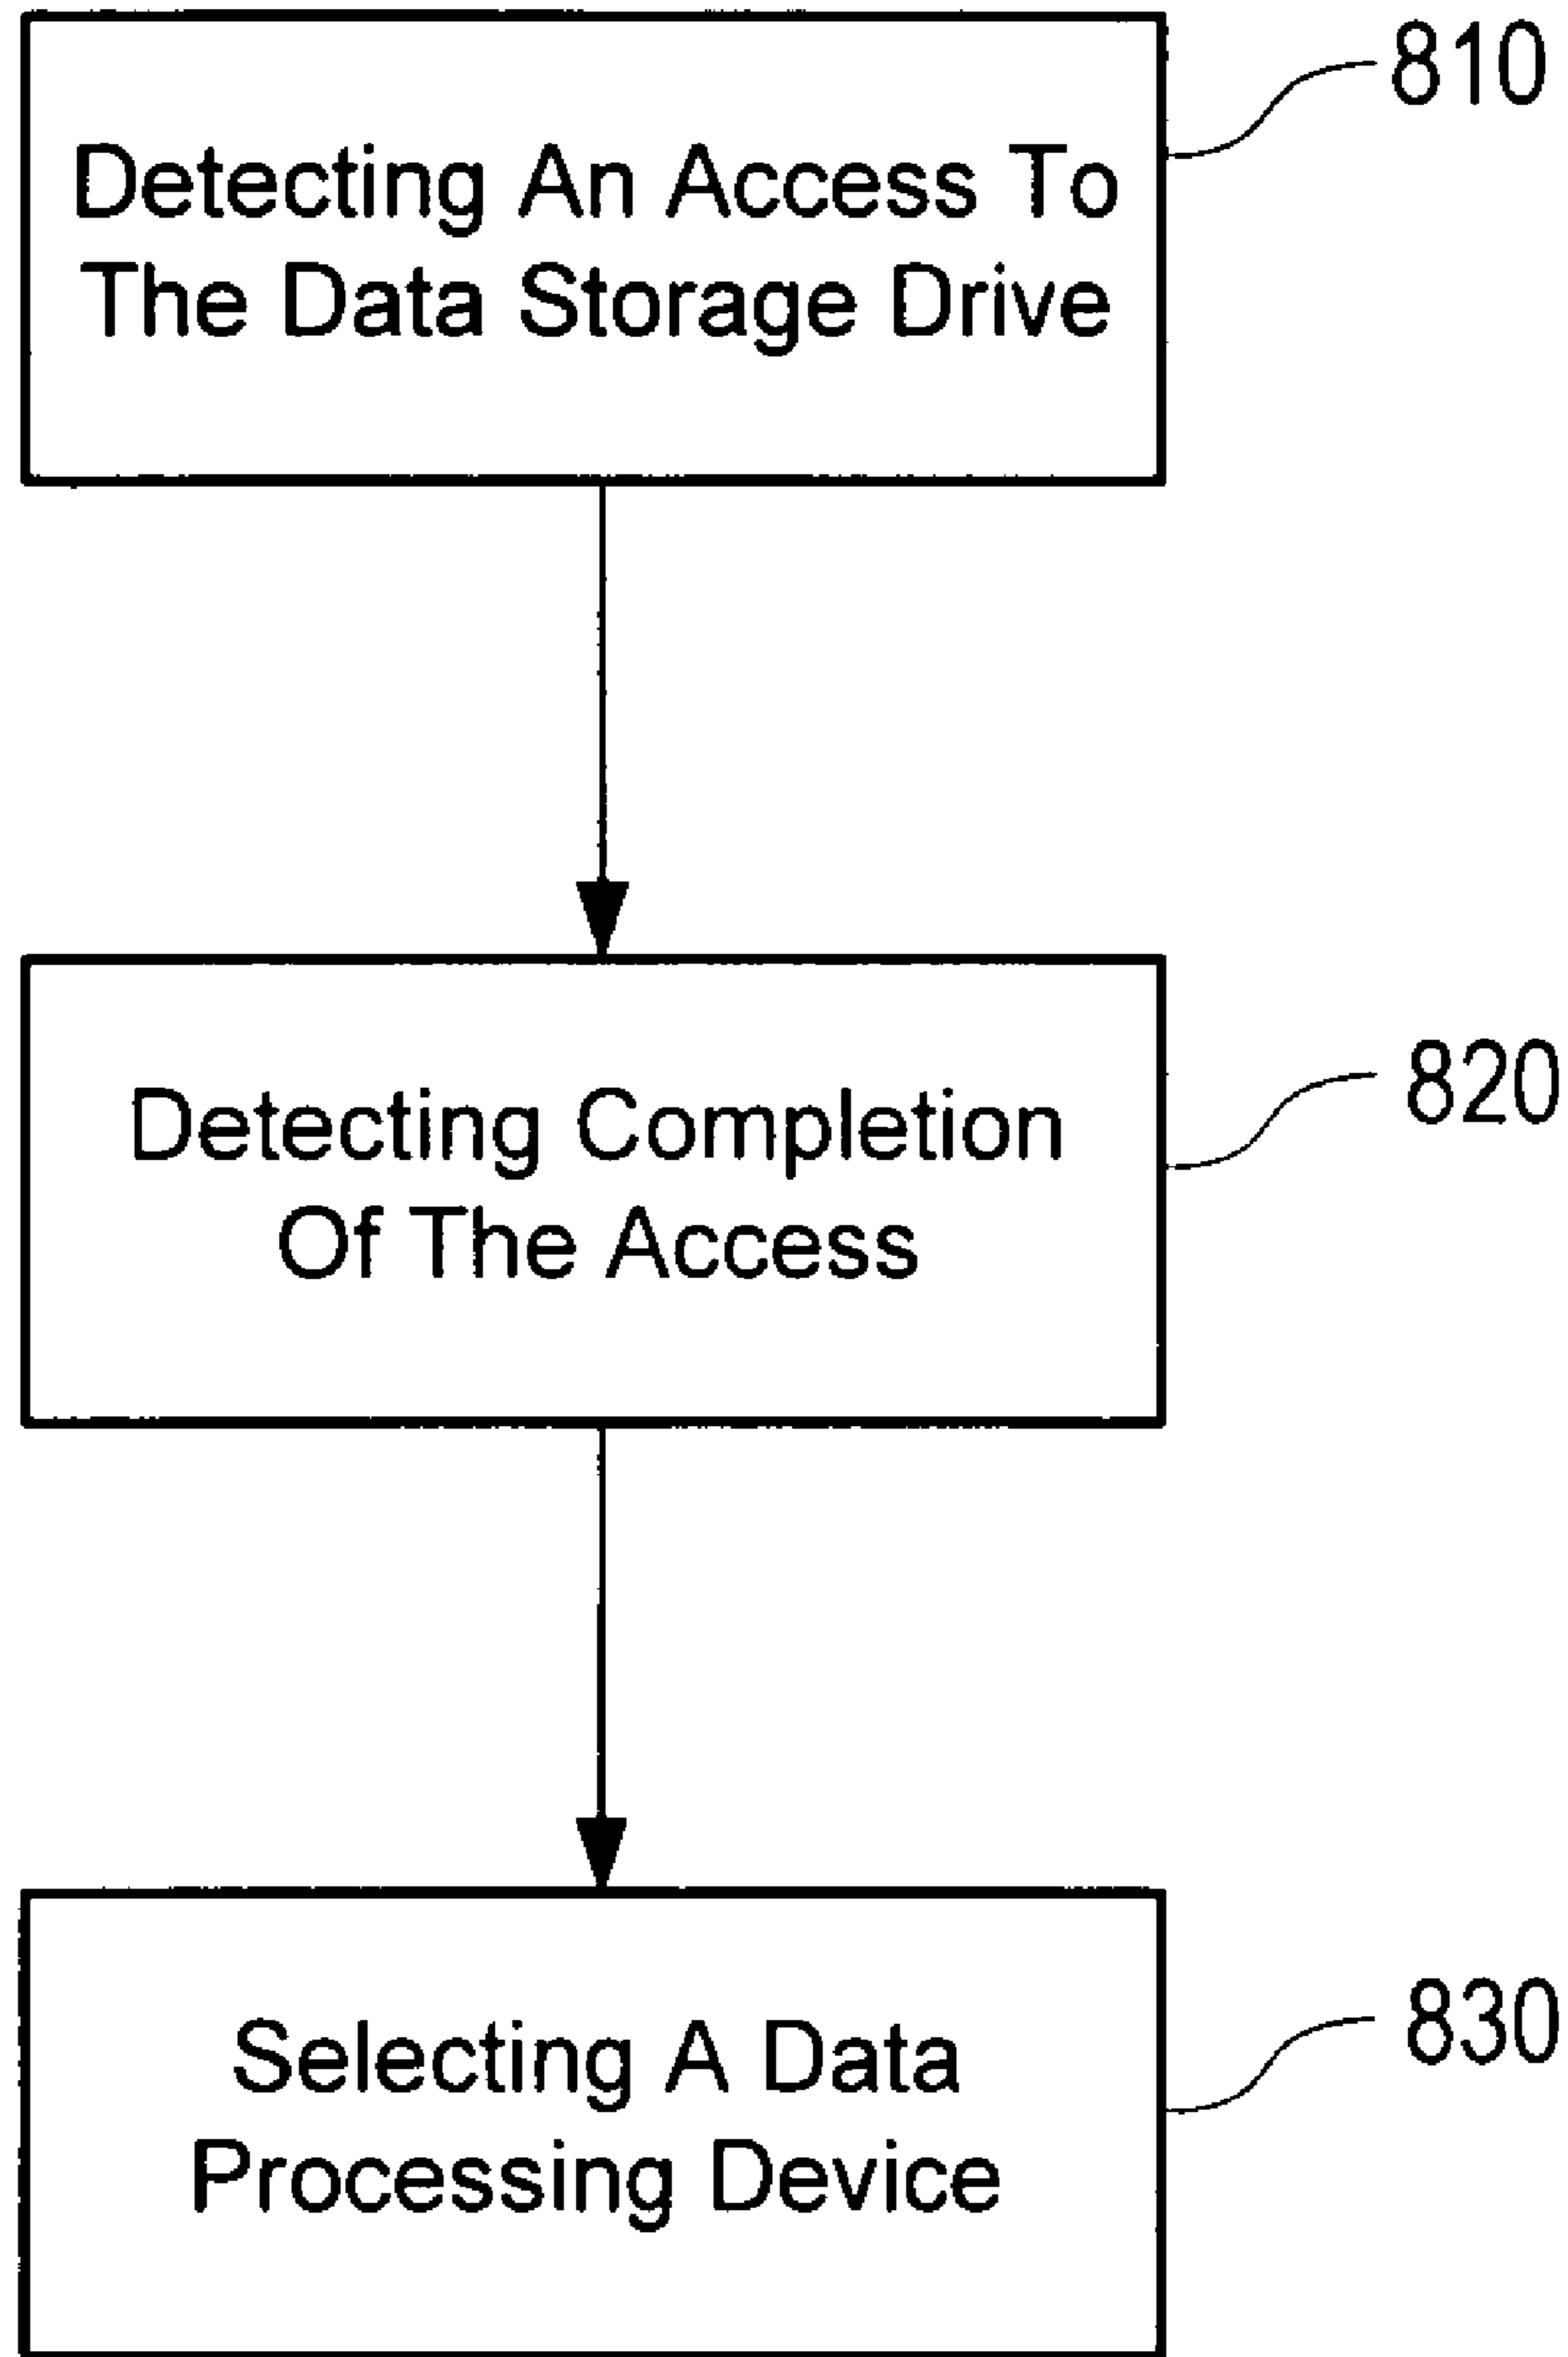 810
Detecting An Access To
The Data Storage Drive
820
Detecting Completion
Of The Access
830
Selecting A Data
Processing Device